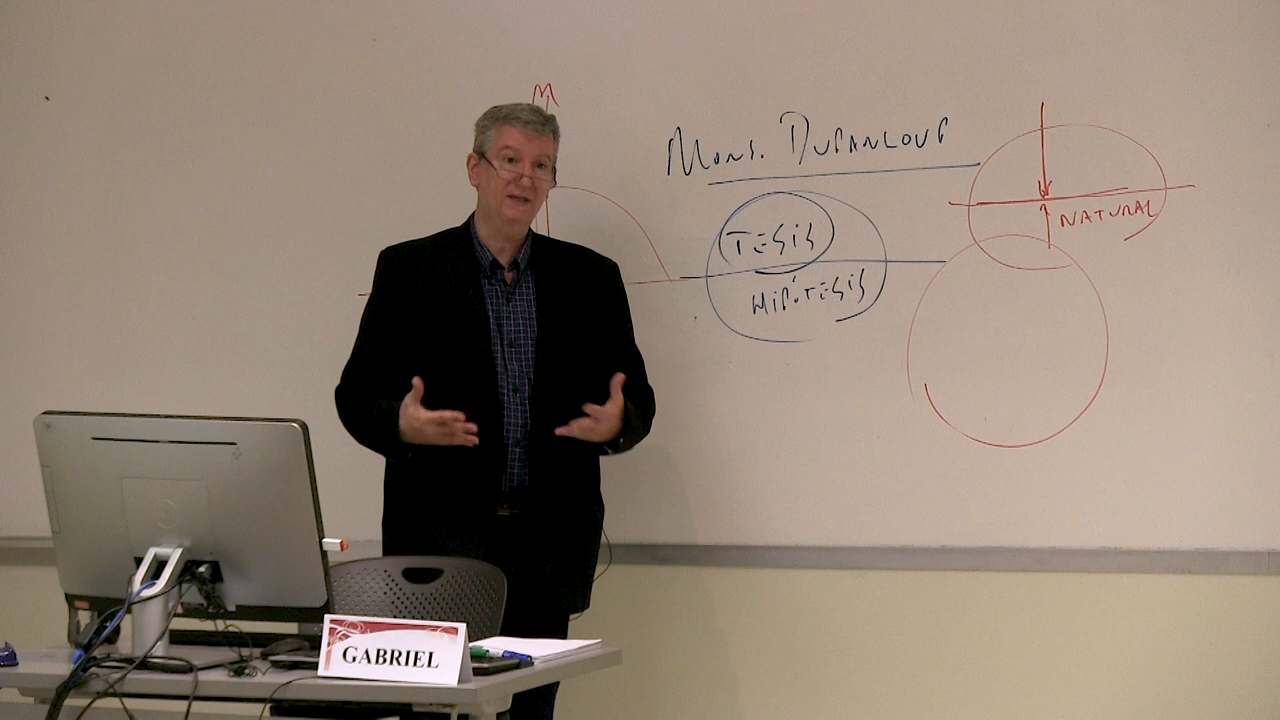 M
MONS. DUPANLOUP
TESIS
HIPÓTESIS
NATURAL
GABRIEL